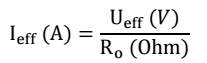 I_eff (A) = U_eff (V) / R_o (Ohm)